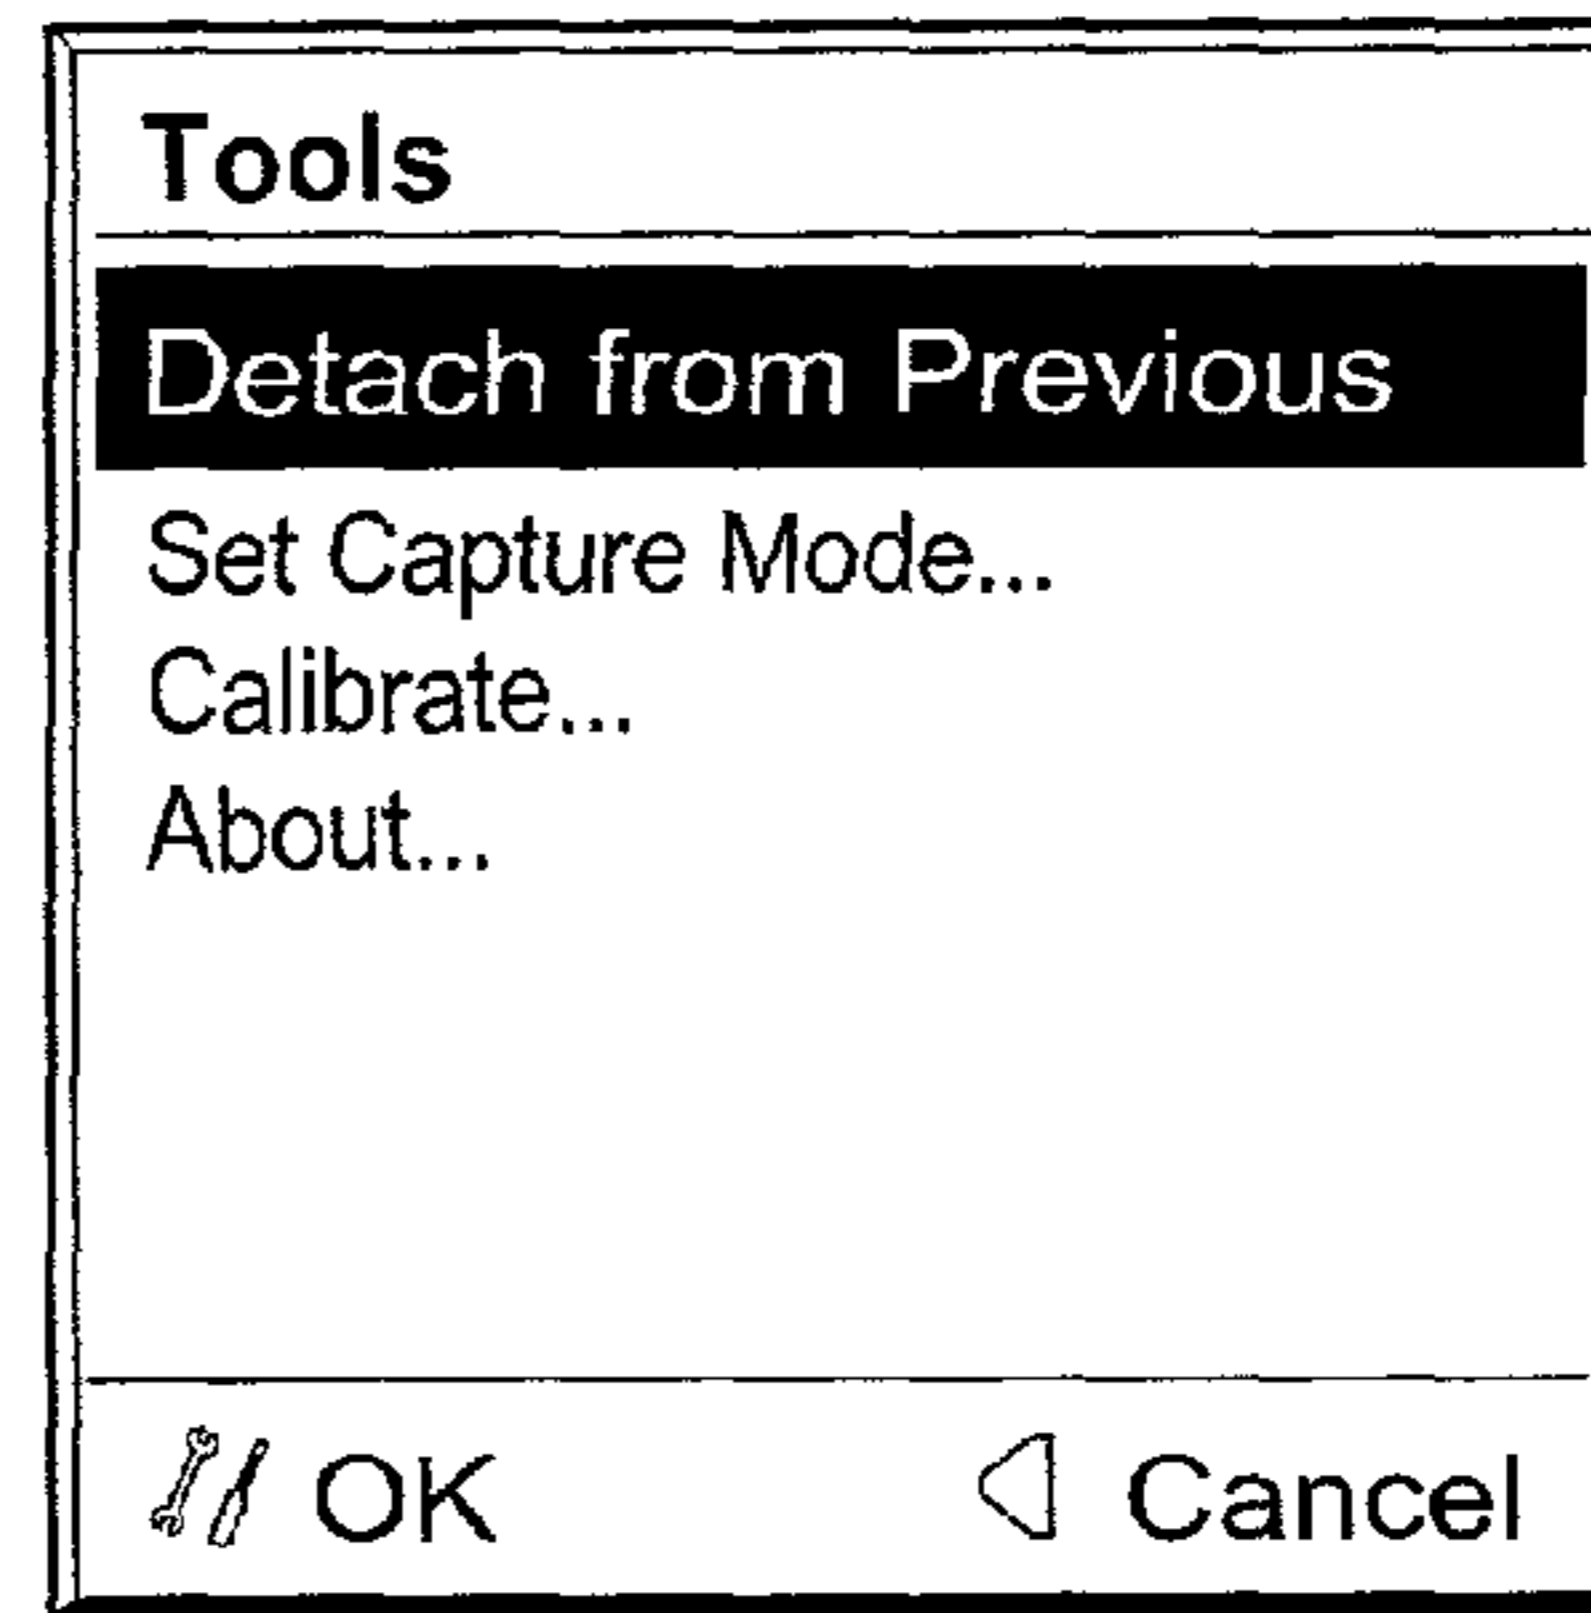 Tools
Detach from Previous
Set Capture Mode...
Calibrate...
About...
OK Cancel